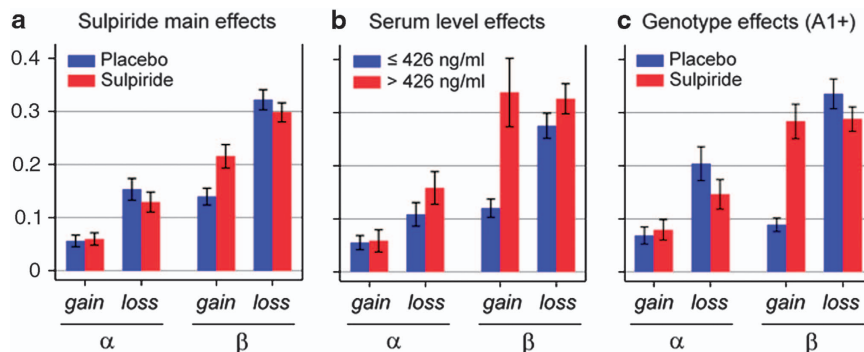 a Sulpiride main effects
Placebo
Sulpiride
0.4
0.3
0.2
0.1
0
gain loss gain loss
α β
b Serum level effects
≤ 426 ng/ml
> 426 ng/ml
gain loss gain loss
α β
c Genotype effects (A1+)
Placebo
Sulpiride
gain loss gain loss
α β